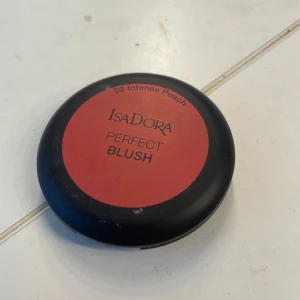 02 Intense Peach
IsaDora
PERFECT
BLUSH